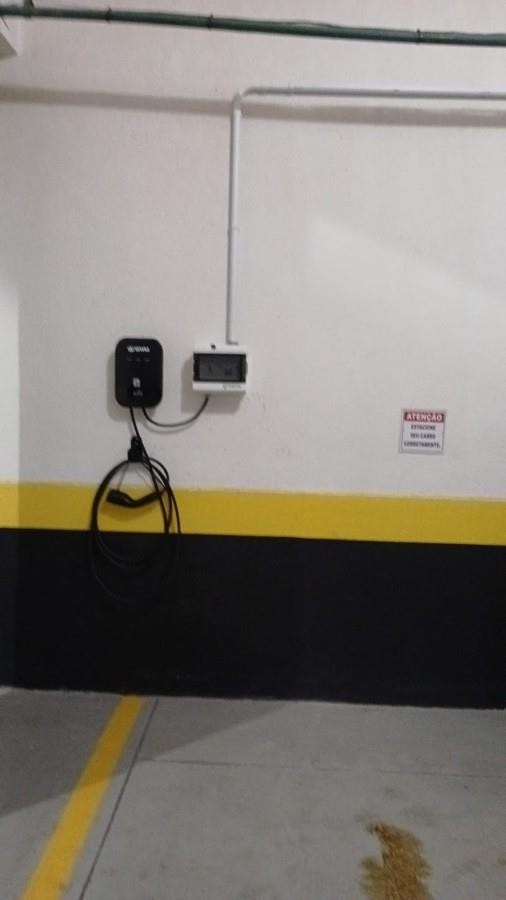 ATENÇÃO
ESTACIONE
SEU CARRO
CORRETAMENTE.